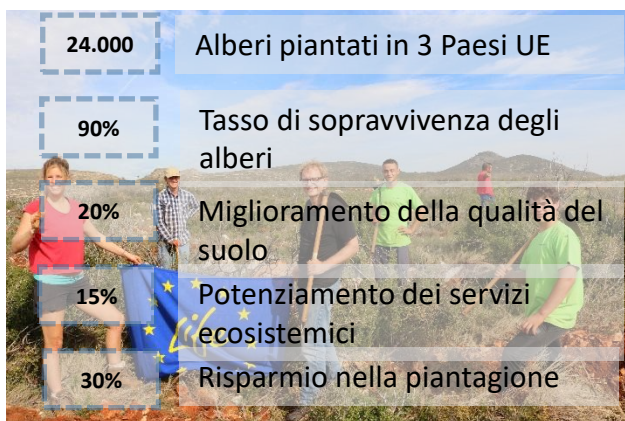 24.000 Alberi piantati in 3 Paesi UE
90% Tasso di sopravvivenza degli
alberi
20% Miglioramento della qualità del
suolo
15% Potenziamento dei servizi
ecosistemici
30% Risparmio nella piantagione
Life